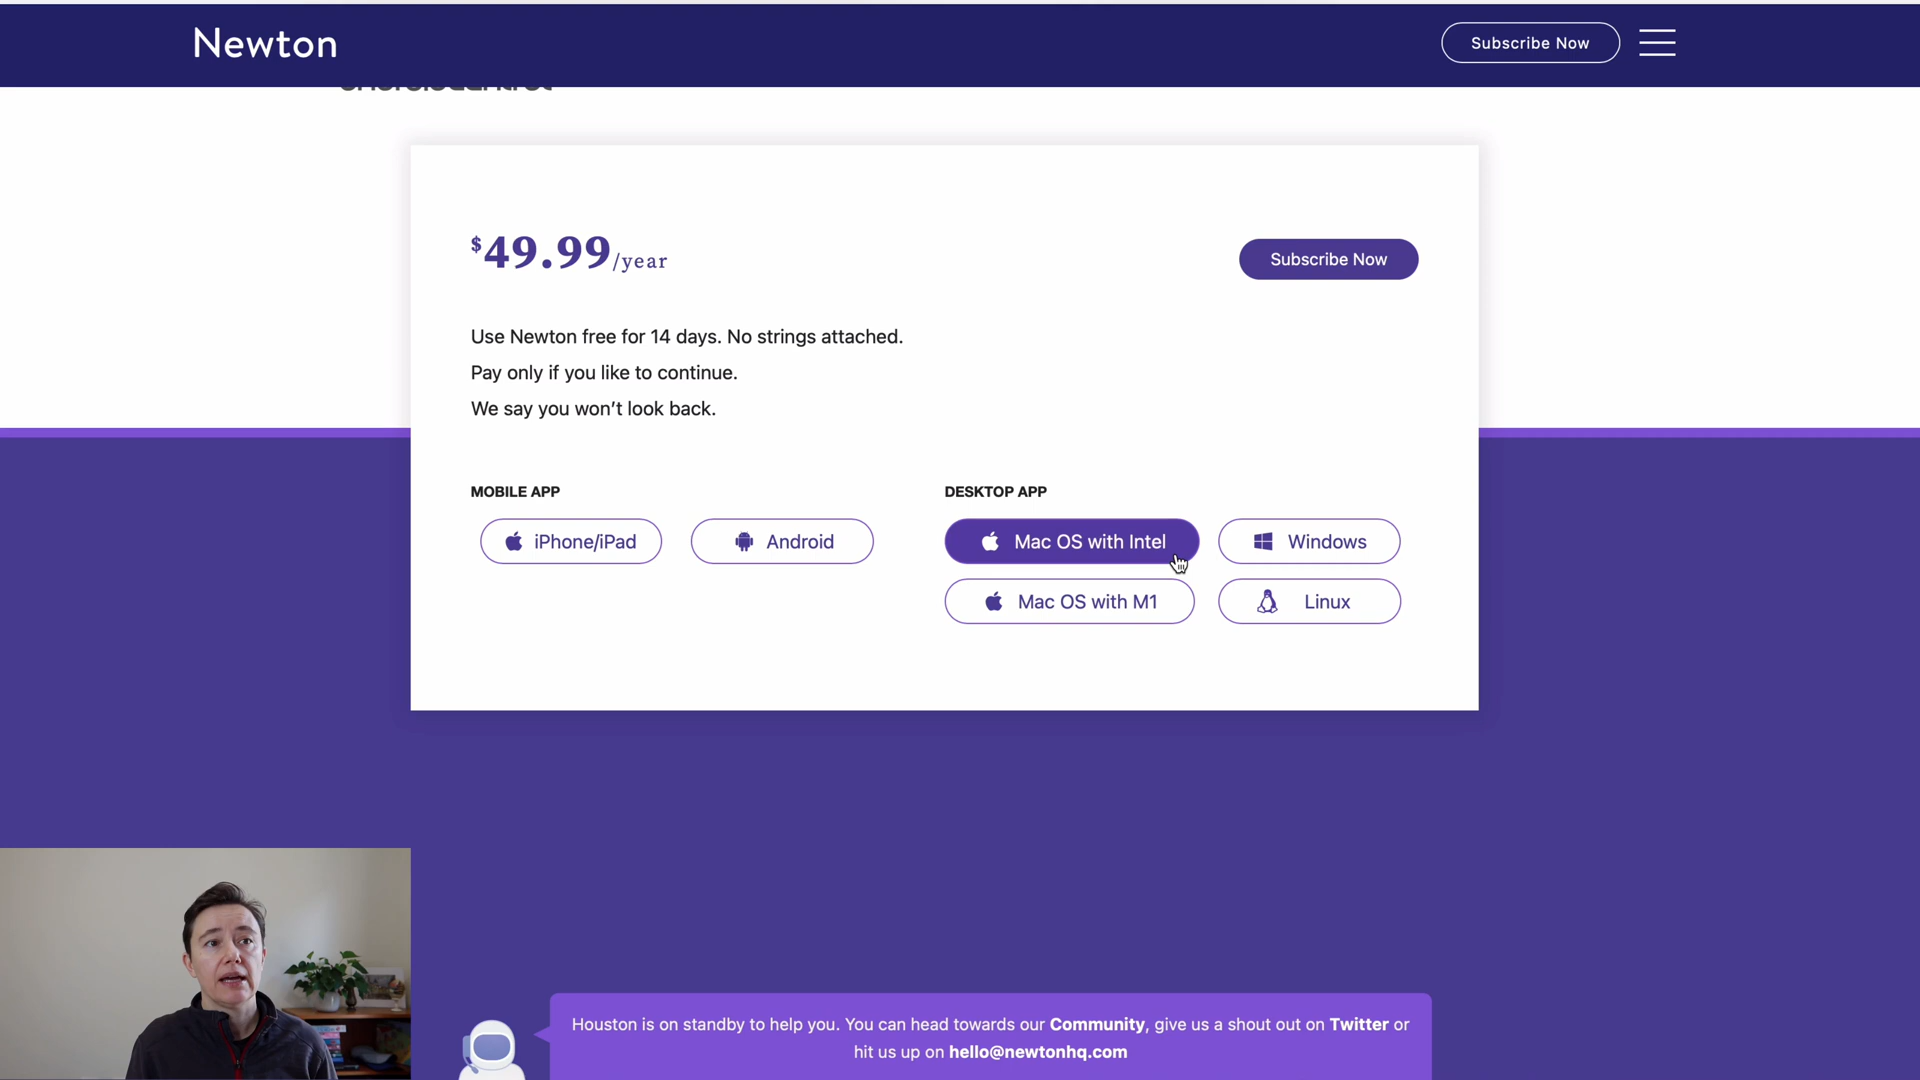 Newton
Subscribe Now
$49.99/year
Subscribe Now
Use Newton free for 14 days. No strings attached.
Pay only if you like to continue.
We say you won't look back.
MOBILE APP
DESKTOP APP
iPhone/iPad
Android
Mac OS with Intel
Windows
Mac OS with M1
Linux
Houston is on standby to help you. You can head towards our Community, give us a shout out on Twitter or
hit us up on hello@newtonhq.com